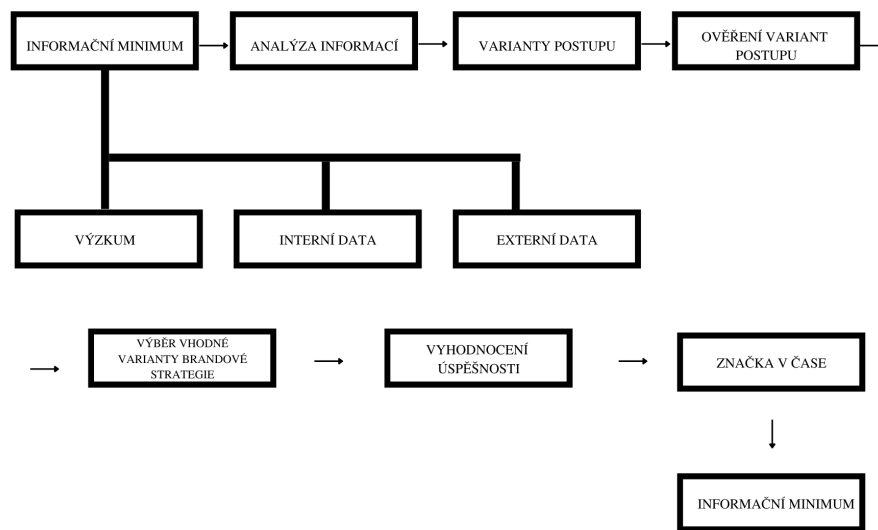 INFORMAČNÍ MINIMUM
ANALÝZA INFORMACÍ
VARIANTY POSTUPU
OVĚŘENÍ VARIANT
POSTUPU
VÝZKUM
INTERNÍ DATA
EXTERNÍ DATA
VÝBĚR VHODNÉ
VARIANTY BRANDOVÉ
STRATEGIE
VYHODNOCENÍ
ÚSPĚŠNOSTI
ZNAČKA V ČASE
INFORMAČNÍ MINIMUM